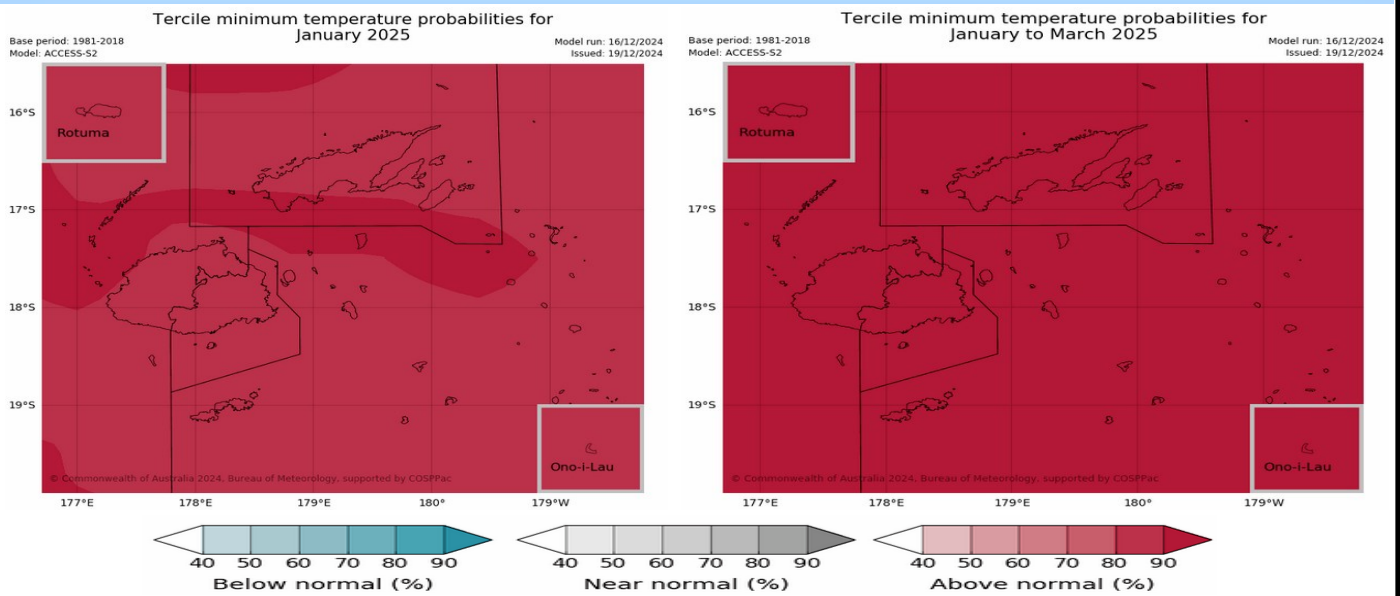 Tercile minimum temperature probabilities for
January 2025
Base period: 1981-2018
Model: ACCESS-S2
Model run: 16/12/2024
Issued: 19/12/2024
16°S
17°S
18°S
19°S
Rotuma
Ono-i-Lau
© Commonwealth of Australia 2024, Bureau of Meteorology, supported by COSPPac
177°E 178°E 179°E 180° 179°W
Tercile minimum temperature probabilities for
January to March 2025
Base period: 1981-2018
Model: ACCESS-S2
Model run: 16/12/2024
Issued: 19/12/2024
16°S
17°S
18°S
19°S
Rotuma
Ono-i-Lau
© Commonwealth of Australia 2024, Bureau of Meteorology, supported by COSPPac
177°E 178°E 179°E 180° 179°W
40 50 60 70 80 90
Below normal (%)
40 50 60 70 80 90
Near normal (%)
40 50 60 70 80 90
Above normal (%)